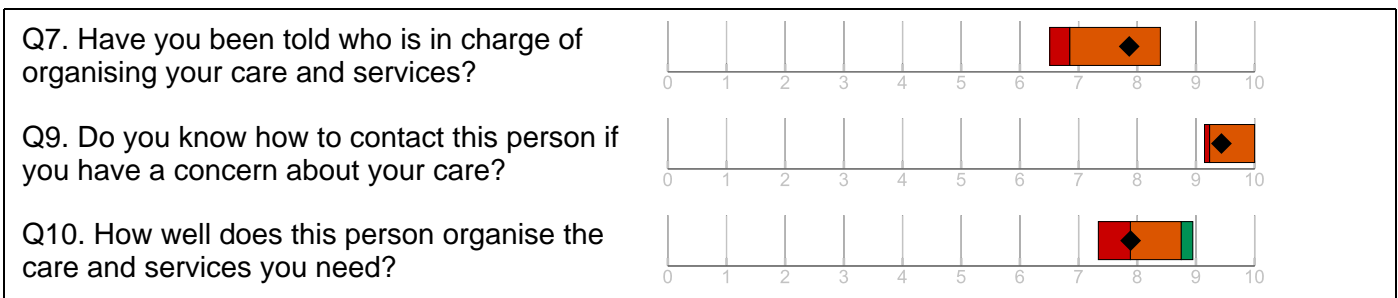 Q7. Have you been told who is in charge of
organising your care and services?
0 1 2 3 4 5 6 7 8 9 10
Q9. Do you know how to contact this person if
you have a concern about your care?
0 1 2 3 4 5 6 7 8 9 10
Q10. How well does this person organise the
care and services you need?
0 1 2 3 4 5 6 7 8 9 10